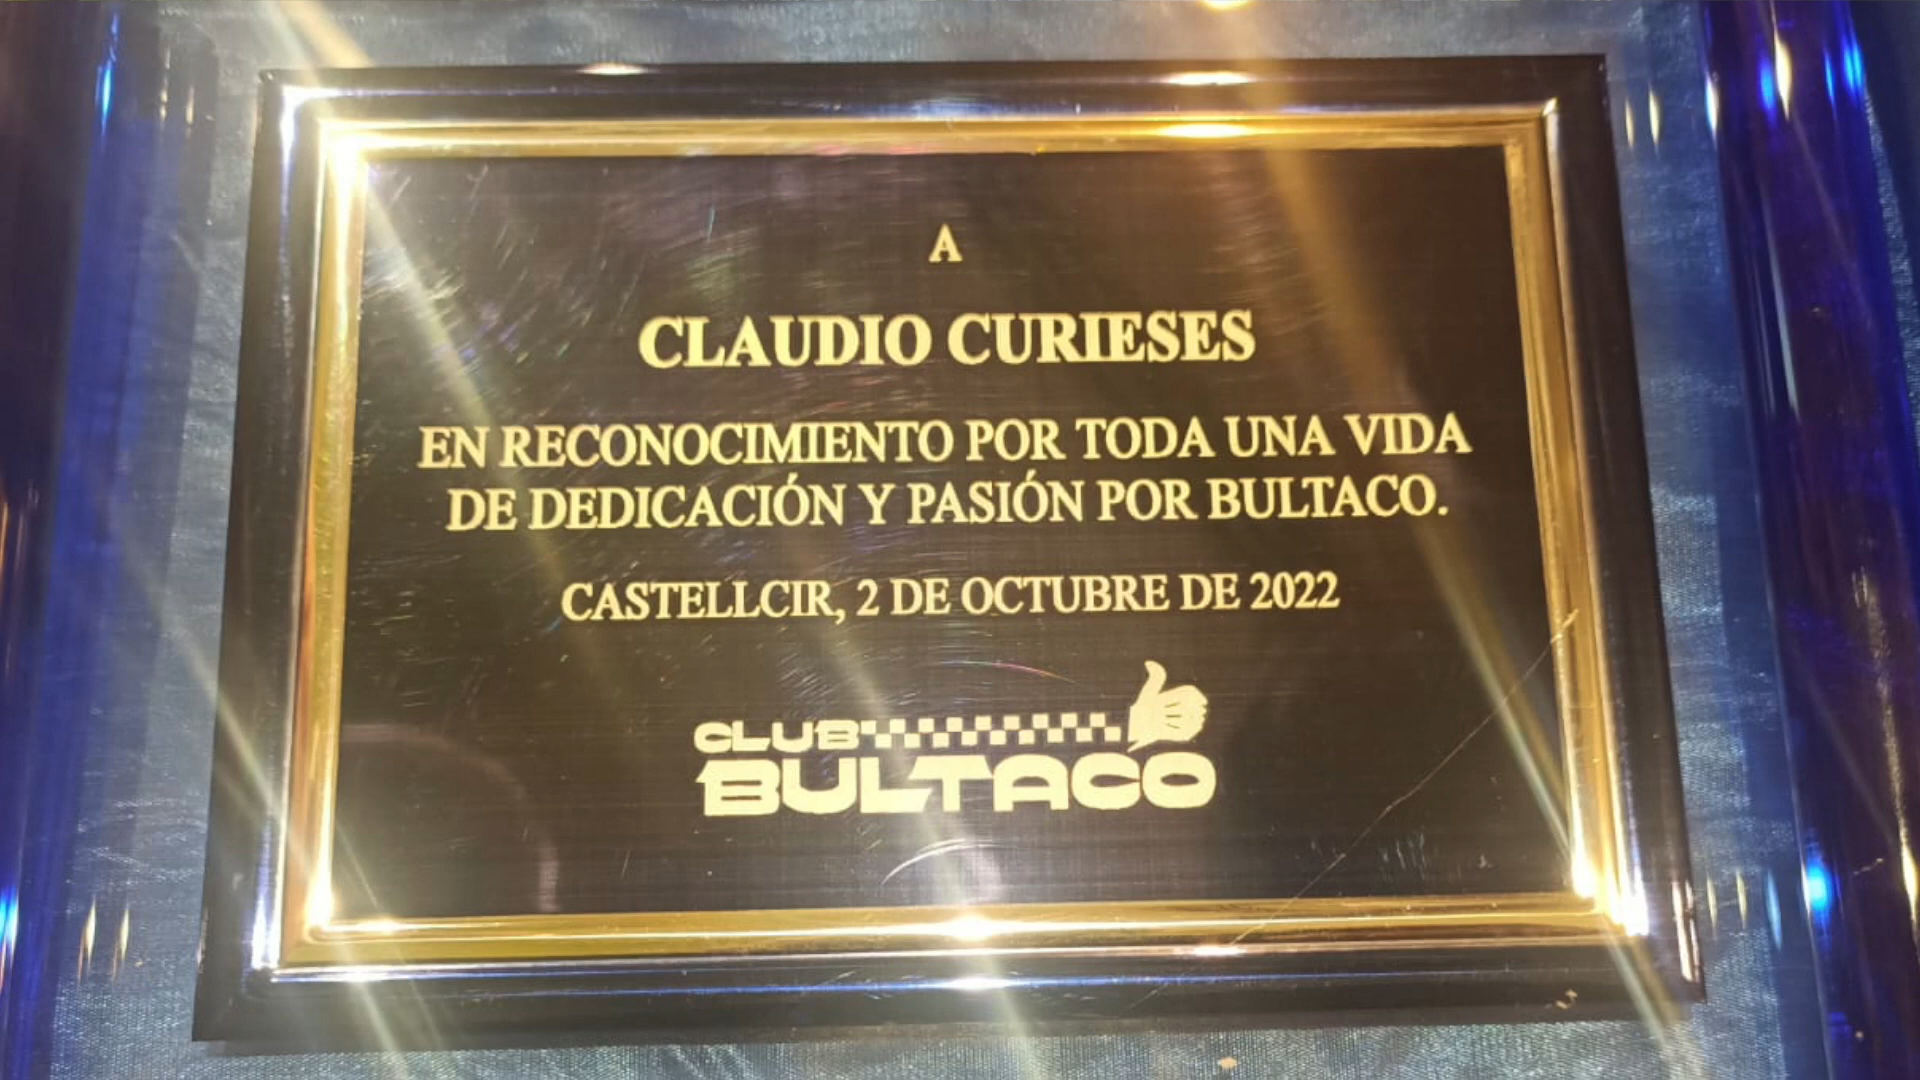 A
CLAUDIO CURIESES
EN RECONOCIMIENTO POR TODA UNA VIDA
DE DEDICACIÓN Y PASIÓN POR BULTACO.
CASTELLCIR, 2 DE OCTUBRE DE 2022
CLUB
BULTACO